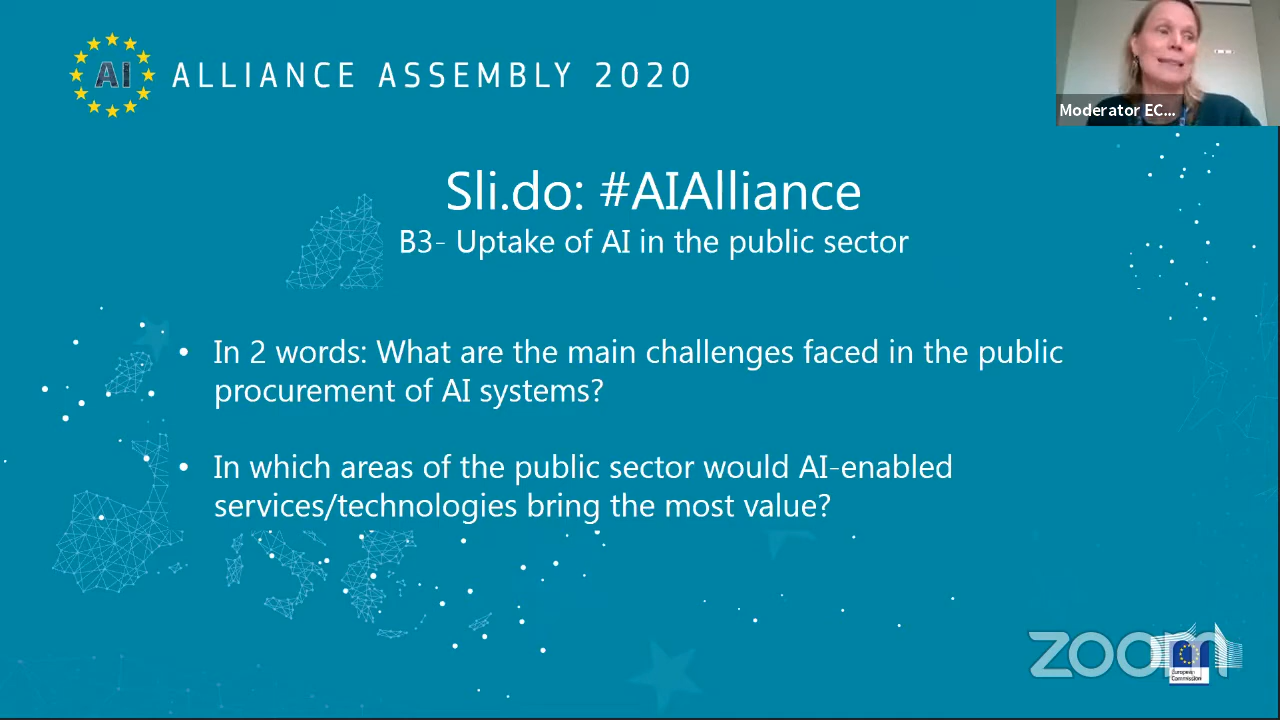 AI ALLIANCE ASSEMBLY 2020
Moderator EC...
Sli.do: #AIAlliance
B3- Uptake of AI in the public sector
• In 2 words: What are the main challenges faced in the public
procurement of AI systems?
• In which areas of the public sector would AI-enabled
services/technologies bring the most value?
zoom
European
Commission